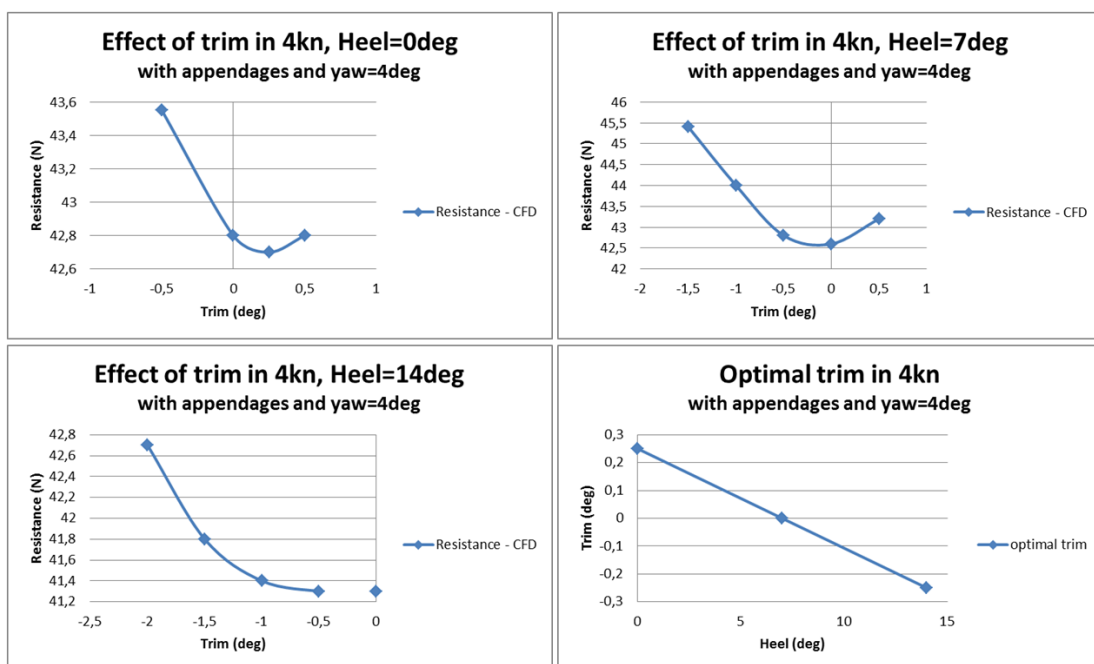 Effect of trim in 4kn, Heel=0deg
with appendages and yaw=4deg
Resistance (N)
43,6
43,4
43,2
43
42,8
42,6
-1
-0,5
0
0,5
1
Trim (deg)
Resistance - CFD
Effect of trim in 4kn, Heel=7deg
with appendages and yaw=4deg
Resistance (N)
46
45,5
45
44,5
44
43,5
43
42,5
42
-2
-1,5
-1
-0,5
0
0,5
1
Trim (deg)
Resistance - CFD
Effect of trim in 4kn, Heel=14deg
with appendages and yaw=4deg
Resistance (N)
42,8
42,6
42,4
42,2
42
41,8
41,6
41,4
41,2
-2,5
-2
-1,5
-1
-0,5
0
Trim (deg)
Resistance - CFD
Optimal trim in 4kn
with appendages and yaw=4deg
Trim (deg)
0,3
0,2
0,1
0
-0,1
-0,2
-0,3
0
5
10
15
Heel (deg)
optimal trim